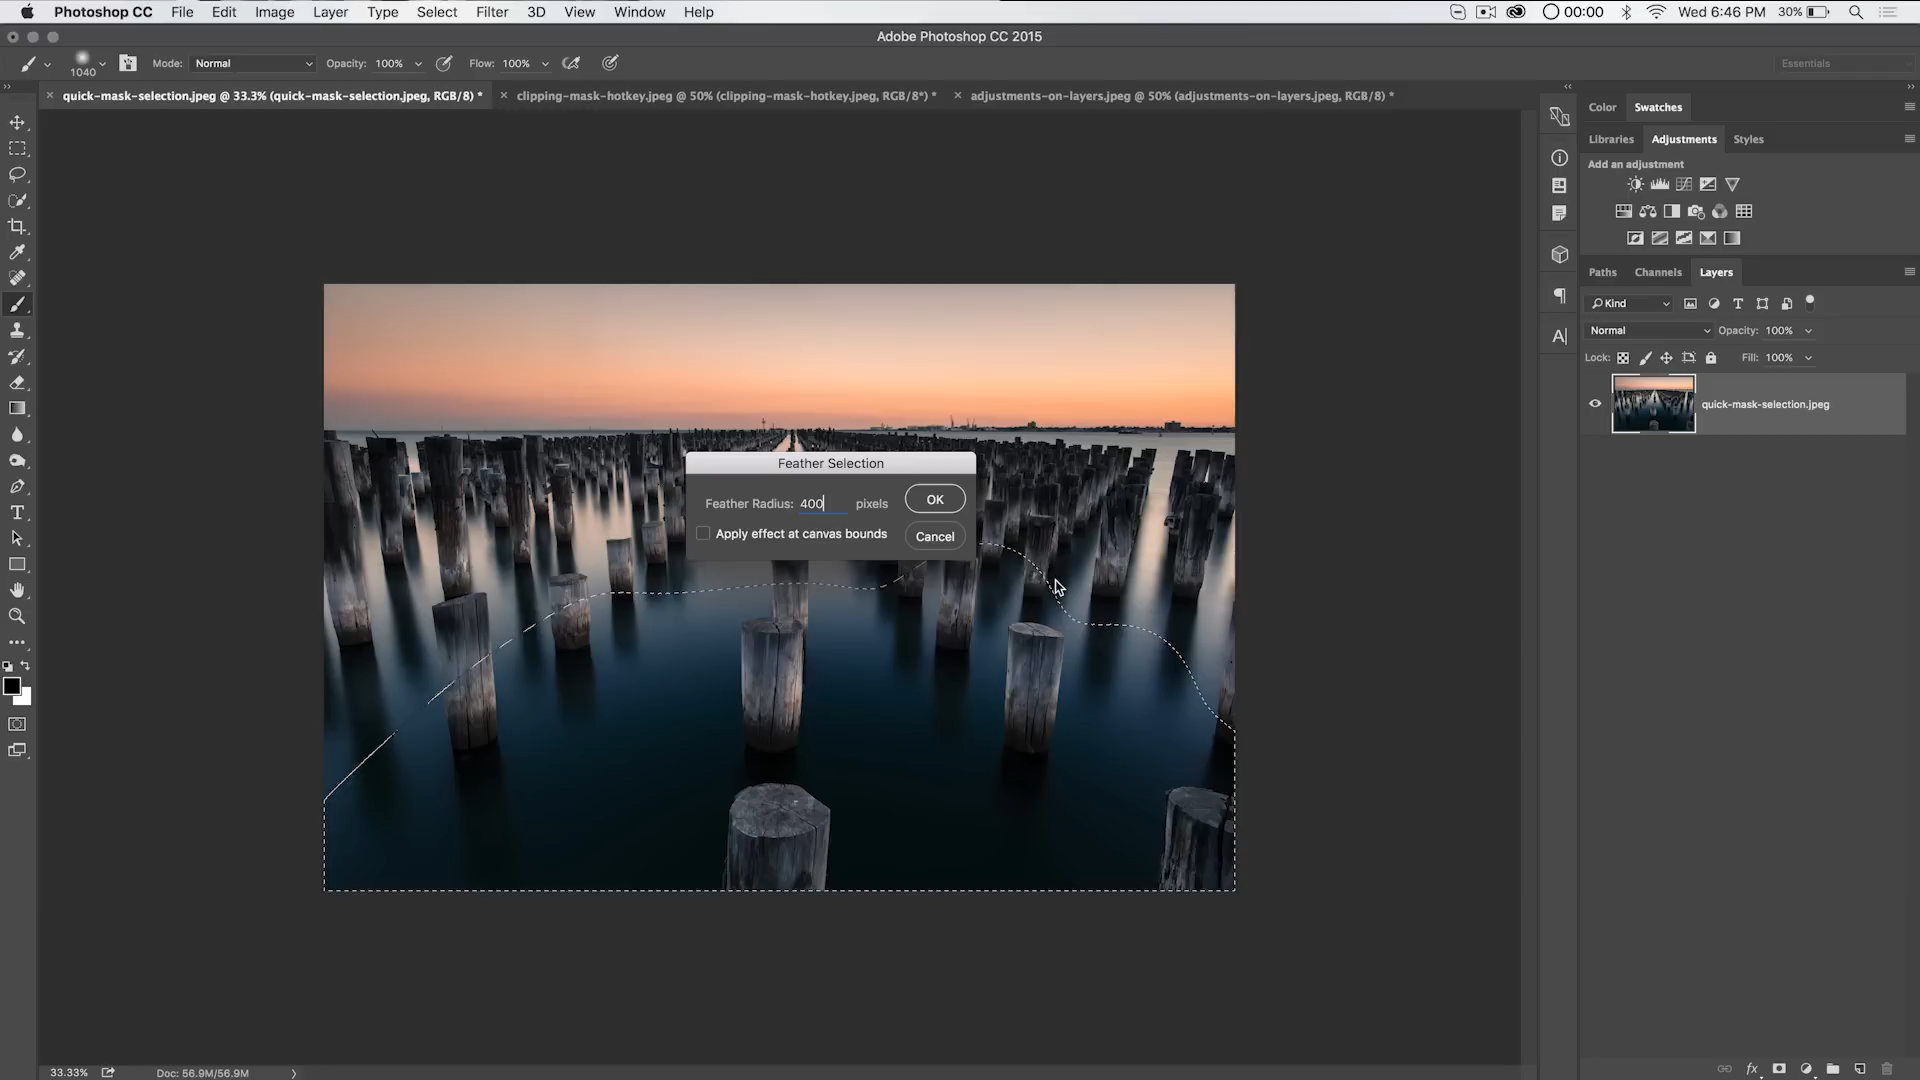 Photoshop CC File Edit Image Layer Type Select Filter 3D View Window Help 00:00 Wed 6:46 PM 30%
Adobe Photoshop CC 2015
1040 Mode: Normal Opacity: 100% Flow: 100% Essentials
quick-mask-selection.jpeg @ 33.3% (quick-mask-selection.jpeg, RGB/8) * clipping-mask-hotkey.jpeg @ 50% (clipping-mask-hotkey.jpeg, RGB/8*) * adjustments-on-layers.jpeg @ 50% (adjustments-on-layers.jpeg, RGB/8) *
Color Swatches
Libraries Adjustments Styles
Add an adjustment
Paths Channels Layers
Kind
Normal Opacity: 100%
Lock: Fill: 100%
quick-mask-selection.jpeg
Feather Selection
Feather Radius: 400 pixels OK
Apply effect at canvas bounds Cancel
33.33% Doc: 56.9M/56.9M